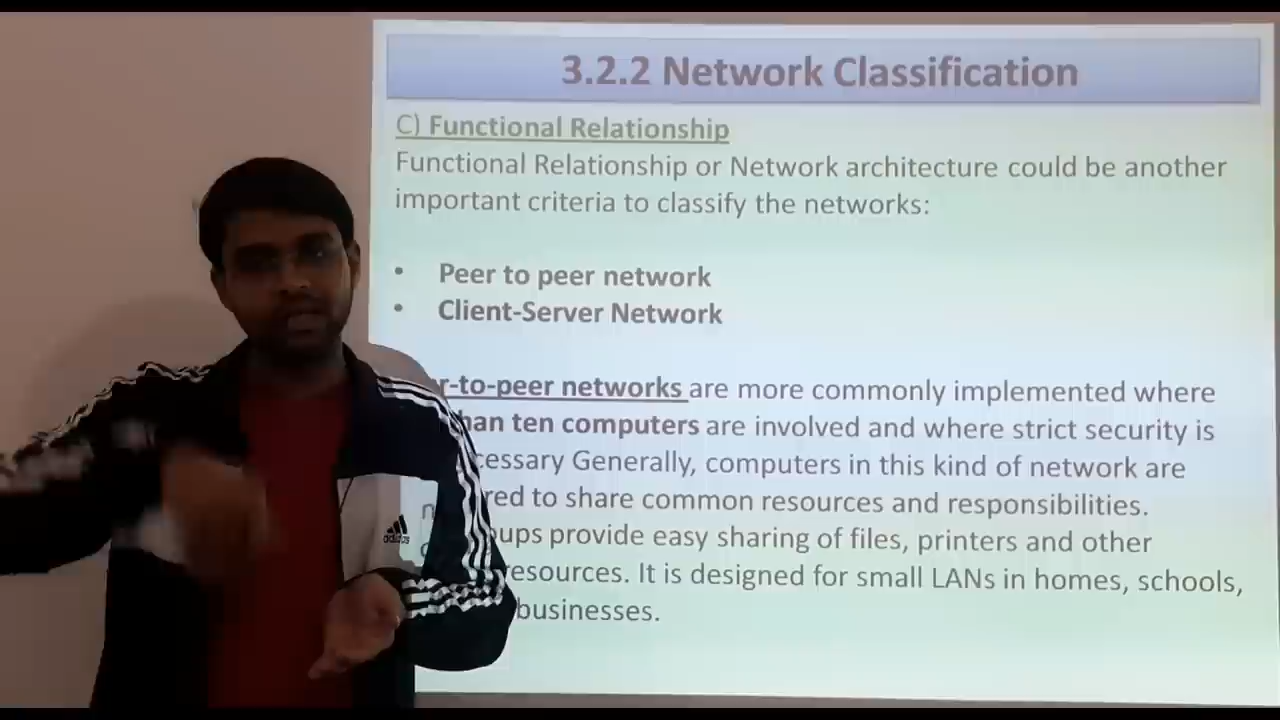 3.2.2 Network Classification
C) Functional Relationship
Functional Relationship or Network architecture could be another
important criteria to classify the networks:
• Peer to peer network
• Client-Server Network
r-to-peer networks are more commonly implemented where
han ten computers are involved and where strict security is
cessary Generally, computers in this kind of network are
red to share common resources and responsibilities.
ups provide easy sharing of files, printers and other
resources. It is designed for small LANs in homes, schools,
businesses.
adidas